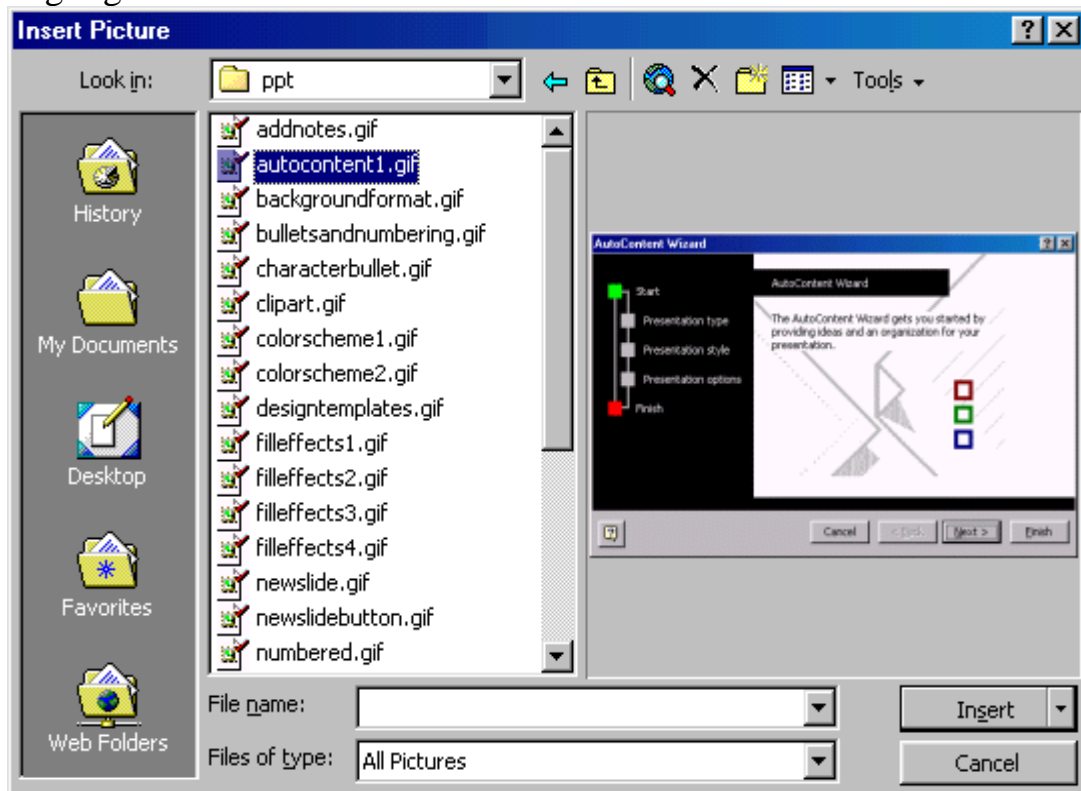 Insert Picture
Look in:
ppt
Tools
History
My Documents
Desktop
Favorites
Web Folders
addnotes.gif
autocontent1.gif
backgroundformat.gif
bulletsandnumbering.gif
characterbullet.gif
clipart.gif
colorscheme1.gif
colorscheme2.gif
designtemplates.gif
filleffects1.gif
filleffects2.gif
filleffects3.gif
filleffects4.gif
newslide.gif
newslidebutton.gif
numbered.gif
AutoContent Wizard
Start
Presentation type
Presentation style
Presentation options
Finish
AutoContent Wizard
The AutoContent Wizard gets you started by
providing ideas and an organization for your
presentation.
Cancel
< Back
Next >
Finish
File name:
Insert
Files of type:
All Pictures
Cancel